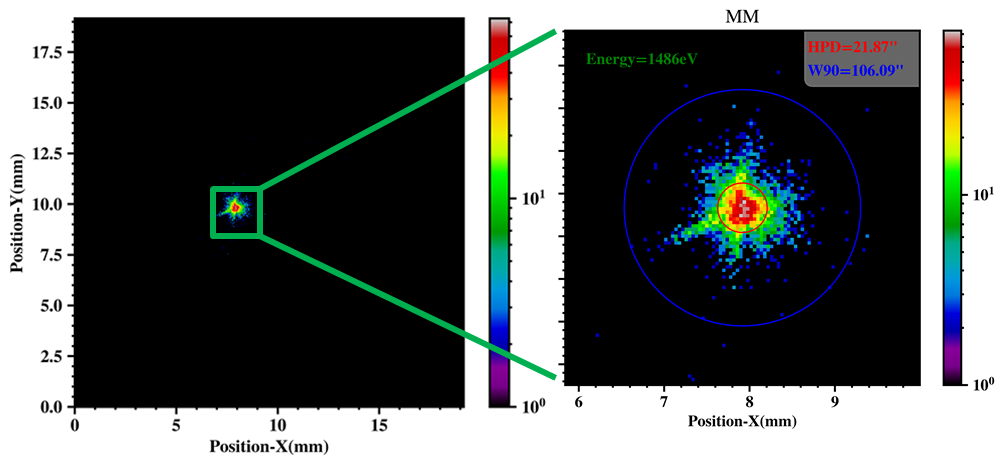 MM
17.5
15.0
12.5
10.0
7.5
5.0
2.5
0.0
Position-Y(mm)
0
5
10
15
Position-X(mm)
10¹
10⁰
Energy=1486eV
HPD=21.87"
W90=106.09"
6
7
8
9
Position-X(mm)
10¹
10⁰